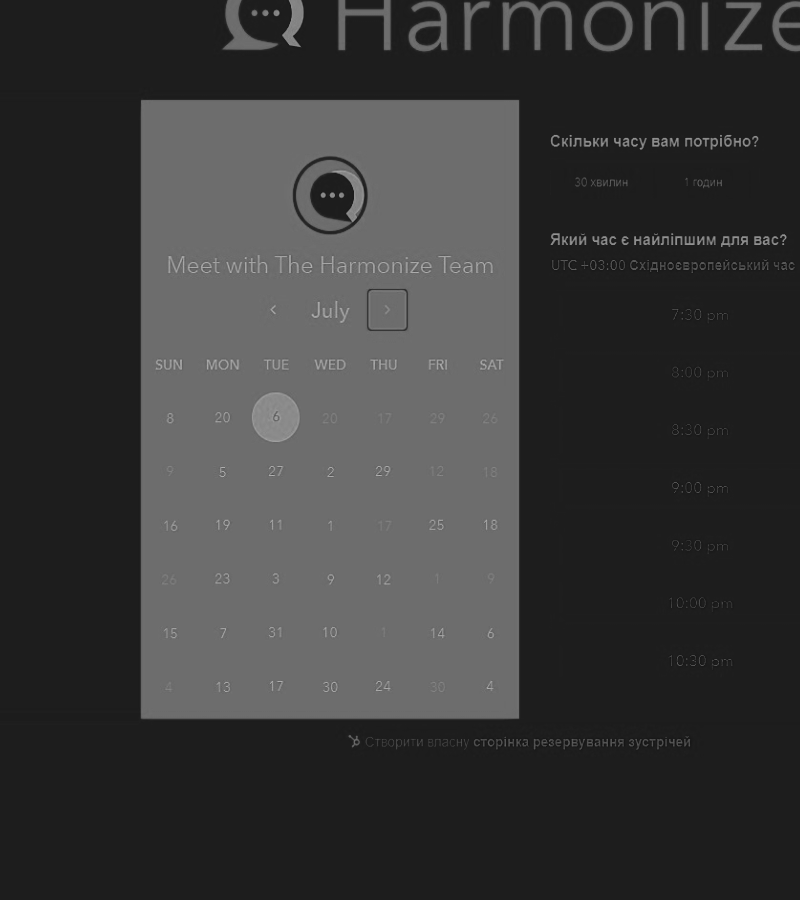 Harmonize
Meet with The Harmonize Team
July
SUN MON TUE WED THU FRI SAT
8 20 6 20 17 29 26
9 5 27 2 29 12 18
16 19 11 1 17 25 18
26 23 3 9 12 1 9
15 7 31 10 1 14 6
4 13 17 30 24 30 4
Скільки часу вам потрібно?
30 хвилин 1 годин
Який час є найліпшим для вас?
UTC +03:00 Східноєвропейський час
7:30 pm
8:00 pm
8:30 pm
9:00 pm
9:30 pm
10:00 pm
10:30 pm
Створити власну сторінка резервування зустрічей